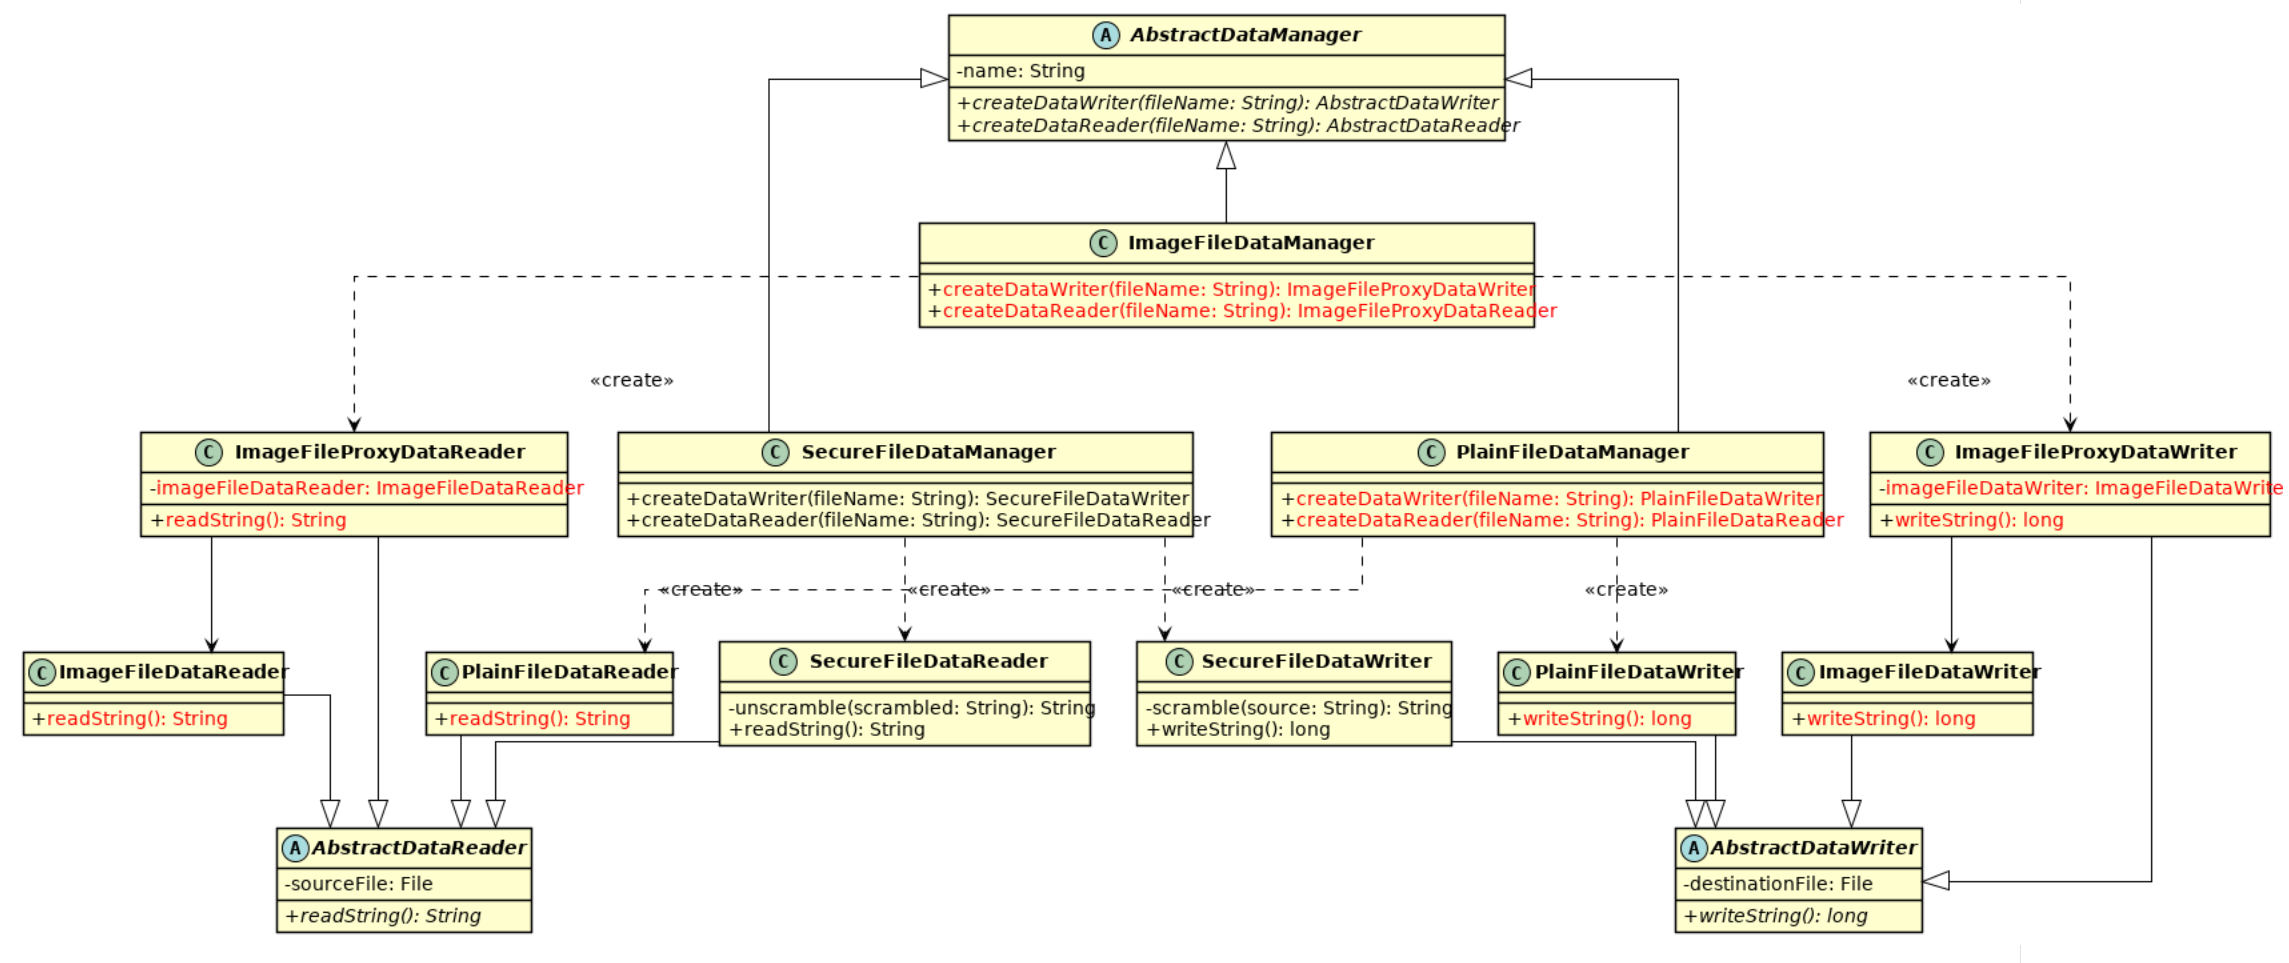 A AbstractDataManager
-name: String
+createDataWriter(fileName: String): AbstractDataWriter
+createDataReader(fileName: String): AbstractDataReader
C ImageFileDataManager
+createDataWriter(fileName: String): ImageFileProxyDataWriter
+createDataReader(fileName: String): ImageFileProxyDataReader
«create»
«create»
C ImageFileProxyDataReader
-imageFileDataReader: ImageFileDataReader
+readString(): String
C SecureFileDataManager
+createDataWriter(fileName: String): SecureFileDataWriter
+createDataReader(fileName: String): SecureFileDataReader
C PlainFileDataManager
+createDataWriter(fileName: String): PlainFileDataWriter
+createDataReader(fileName: String): PlainFileDataReader
C ImageFileProxyDataWriter
-imageFileDataWriter: ImageFileDataWrite
+writeString(): long
«create»
«create»
«create»
«create»
C ImageFileDataReader
+readString(): String
C PlainFileDataReader
+readString(): String
C SecureFileDataReader
-unscramble(scrambled: String): String
+readString(): String
C SecureFileDataWriter
-scramble(source: String): String
+writeString(): long
C PlainFileDataWriter
+writeString(): long
C ImageFileDataWriter
+writeString(): long
A AbstractDataReader
-sourceFile: File
+readString(): String
A AbstractDataWriter
-destinationFile: File
+writeString(): long